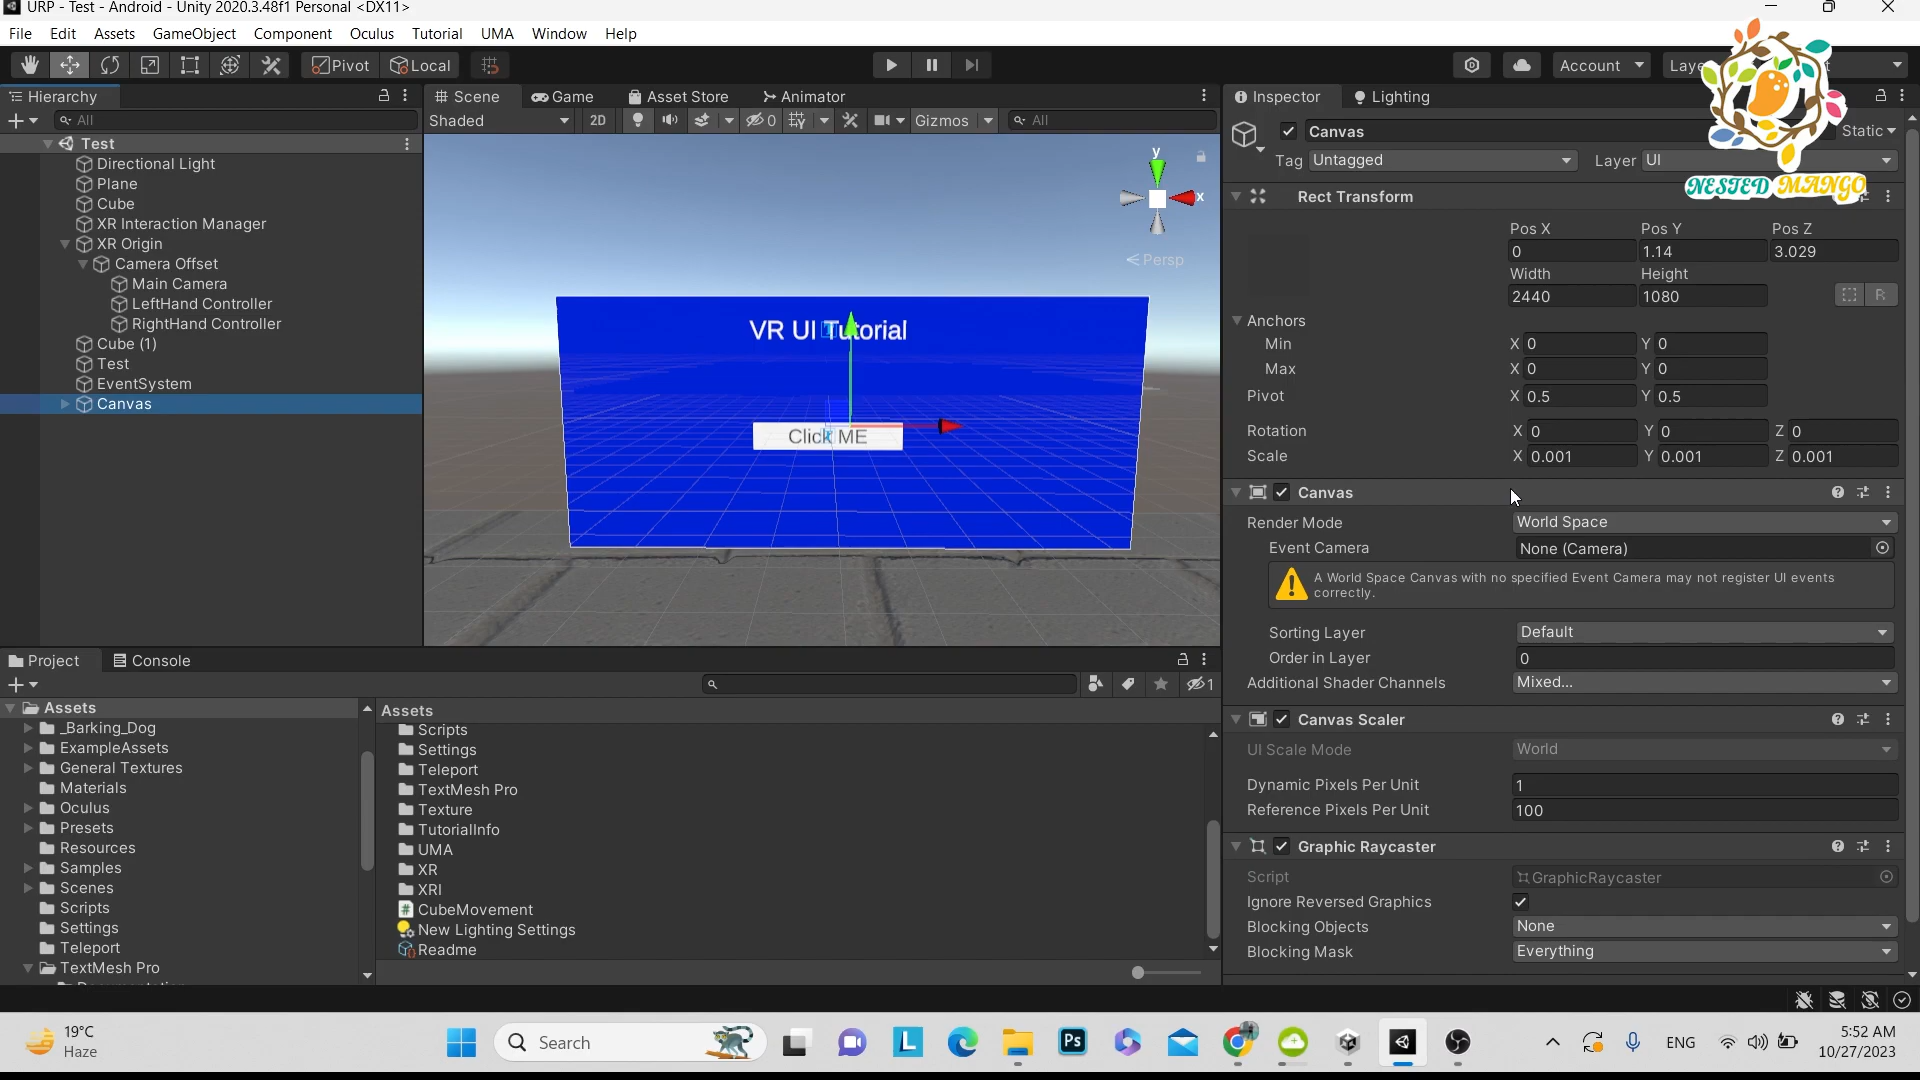 URP - Test - Android - Unity 2020.3.48f1 Personal <DX11>
File Edit Assets GameObject Component Oculus Tutorial UMA Window Help
Pivot Local Account Laye
Hierarchy
All
Test
Directional Light
Plane
Cube
XR Interaction Manager
XR Origin
Camera Offset
Main Camera
LeftHand Controller
RightHand Controller
Cube (1)
Test
EventSystem
Canvas
Scene Game Asset Store Animator
Shaded 2D 0 Gizmos All
y
x
Persp
VR UI Tutorial
Click ME
Inspector Lighting
Canvas Static
Tag Untagged Layer UI
NESTED MANGO
Rect Transform
Pos X Pos Y Pos Z
0 1.14 3.029
Width Height
2440 1080 R
Anchors
Min X 0 Y 0
Max X 0 Y 0
Pivot X 0.5 Y 0.5
Rotation X 0 Y 0 Z 0
Scale X 0.001 Y 0.001 Z 0.001
Canvas
Render Mode World Space
Event Camera None (Camera)
A World Space Canvas with no specified Event Camera may not register UI events
correctly.
Sorting Layer Default
Order in Layer 0
Additional Shader Channels Mixed...
Canvas Scaler
UI Scale Mode World
Dynamic Pixels Per Unit 1
Reference Pixels Per Unit 100
Graphic Raycaster
Script GraphicRaycaster
Ignore Reversed Graphics
Blocking Objects None
Blocking Mask Everything
Project Console
1
Assets
_Barking_Dog
ExampleAssets
General Textures
Materials
Oculus
Presets
Resources
Samples
Scenes
Scripts
Settings
Teleport
TextMesh Pro
Assets
Scripts
Settings
Teleport
TextMesh Pro
Texture
TutorialInfo
UMA
XR
XRI
CubeMovement
New Lighting Settings
Readme
19°C
Haze
Search
L
Ps
ENG
5:52 AM
10/27/2023